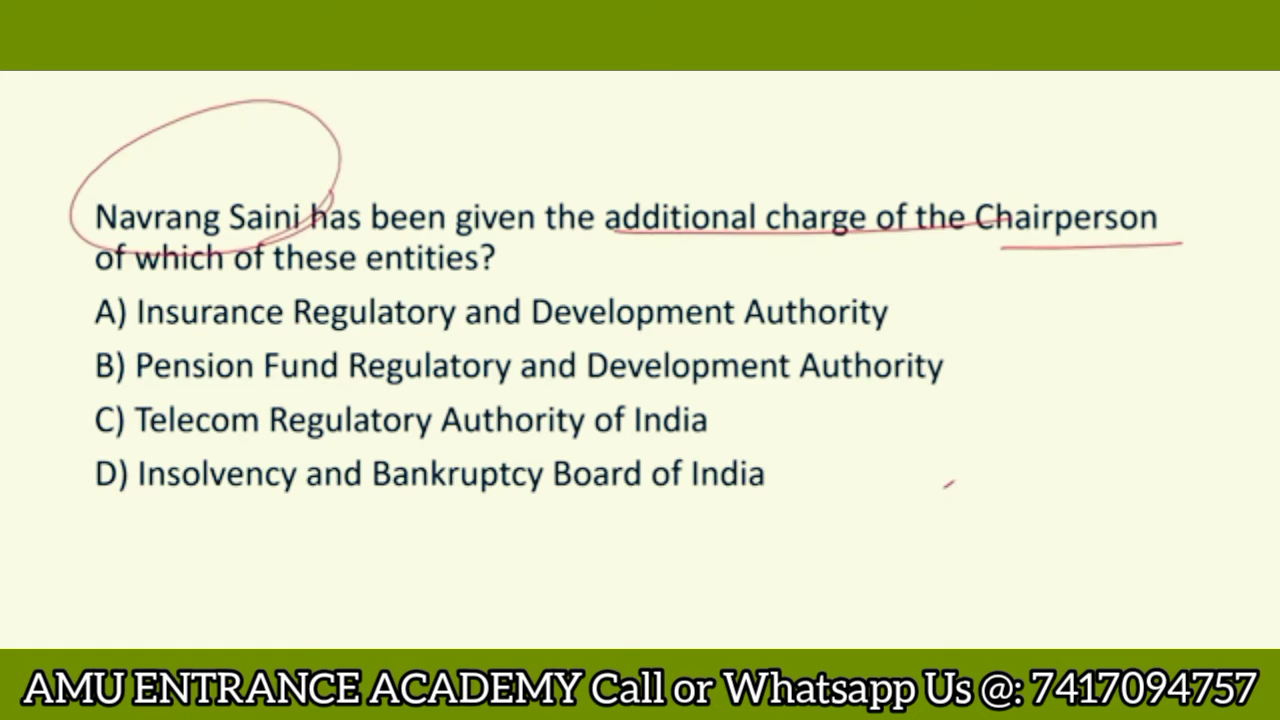 Navrang Saini has been given the additional charge of the Chairperson
of which of these entities?
A) Insurance Regulatory and Development Authority
B) Pension Fund Regulatory and Development Authority
C) Telecom Regulatory Authority of India
D) Insolvency and Bankruptcy Board of India
AMU ENTRANCE ACADEMY Call or Whatsapp Us @: 7417094757